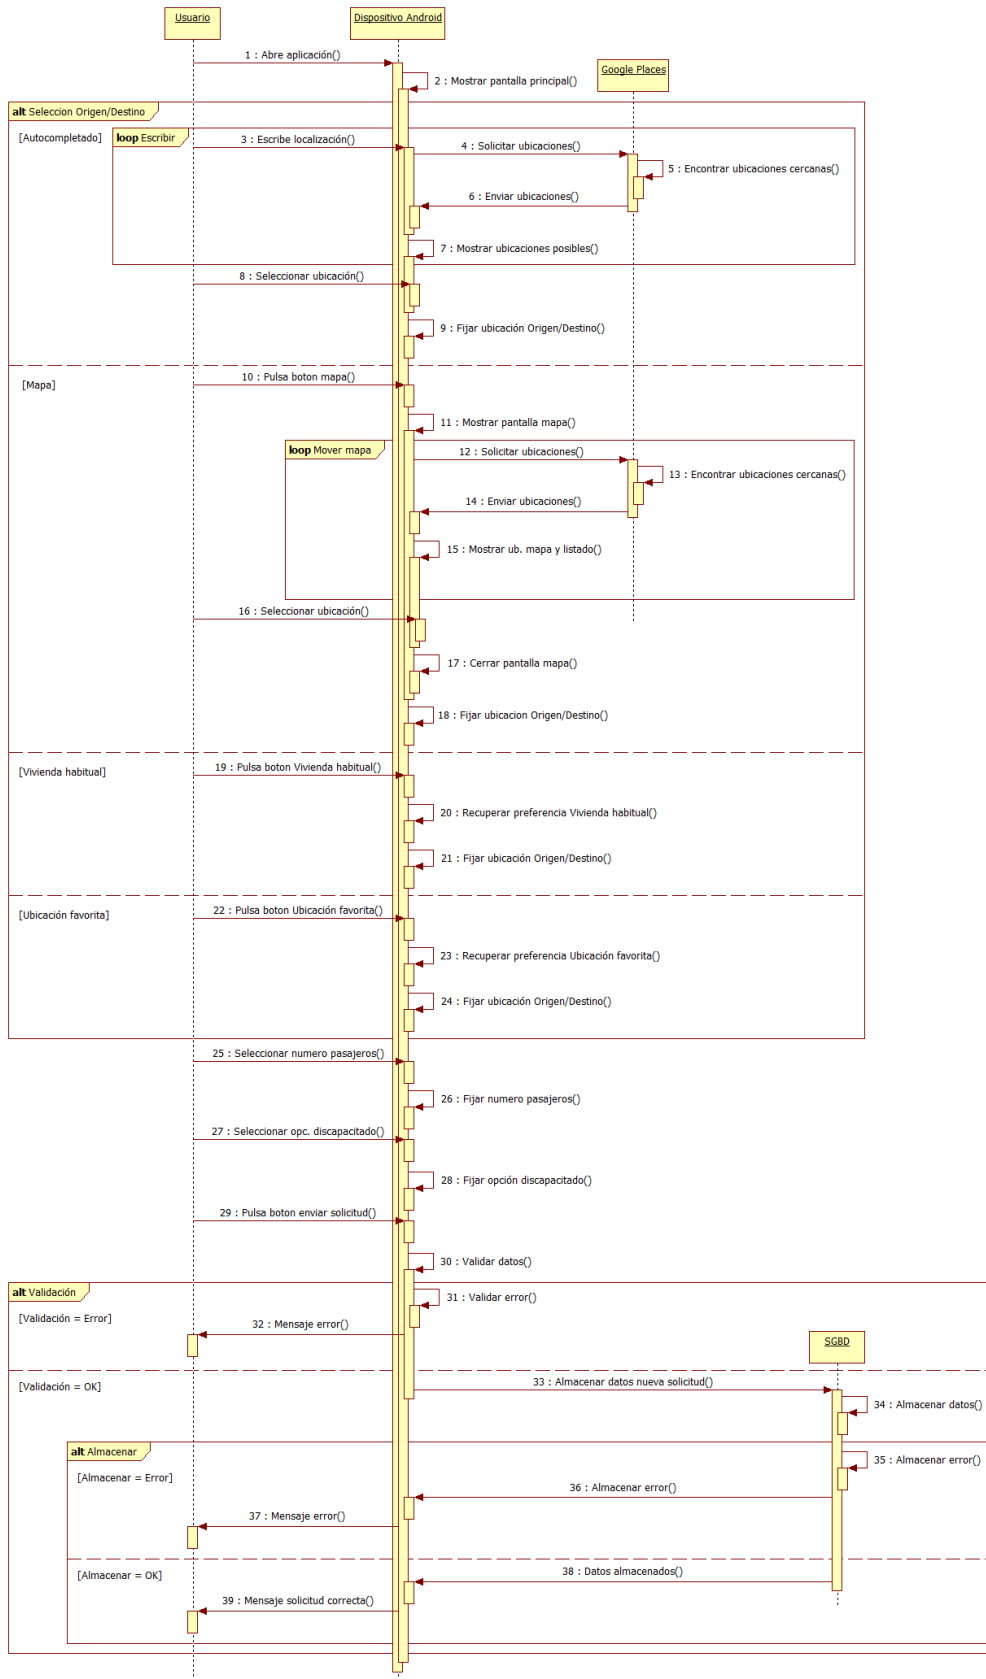 Usuario
Dispositivo Android
1 : Abre aplicación()
2 : Mostrar pantalla principal()
Google Places
alt Seleccion Origen/Destino
[Autocompletado]
loop Escribir
3 : Escribe localización()
4 : Solicitar ubicaciones()
5 : Encontrar ubicaciones cercanas()
6 : Enviar ubicaciones()
7 : Mostrar ubicaciones posibles()
8 : Seleccionar ubicación()
9 : Fijar ubicación Origen/Destino()
[Mapa]
10 : Pulsa boton mapa()
11 : Mostrar pantalla mapa()
loop Mover mapa
12 : Solicitar ubicaciones()
13 : Encontrar ubicaciones cercanas()
14 : Enviar ubicaciones()
15 : Mostrar ub. mapa y listado()
16 : Seleccionar ubicación()
17 : Cerrar pantalla mapa()
18 : Fijar ubicacion Origen/Destino()
[Vivienda habitual]
19 : Pulsa boton Vivienda habitual()
20 : Recuperar preferencia Vivienda habitual()
21 : Fijar ubicación Origen/Destino()
[Ubicación favorita]
22 : Pulsa boton Ubicación favorita()
23 : Recuperar preferencia Ubicación favorita()
24 : Fijar ubicación Origen/Destino()
25 : Seleccionar numero pasajeros()
26 : Fijar numero pasajeros()
27 : Seleccionar opc. discapacitado()
28 : Fijar opción discapacitado()
29 : Pulsa boton enviar solicitud()
30 : Validar datos()
alt Validación
31 : Validar error()
[Validación = Error]
32 : Mensaje error()
SGBD
[Validación = OK]
33 : Almacenar datos nueva solicitud()
34 : Almacenar datos()
alt Almacenar
35 : Almacenar error()
[Almacenar = Error]
36 : Almacenar error()
37 : Mensaje error()
[Almacenar = OK]
38 : Datos almacenados()
39 : Mensaje solicitud correcta()